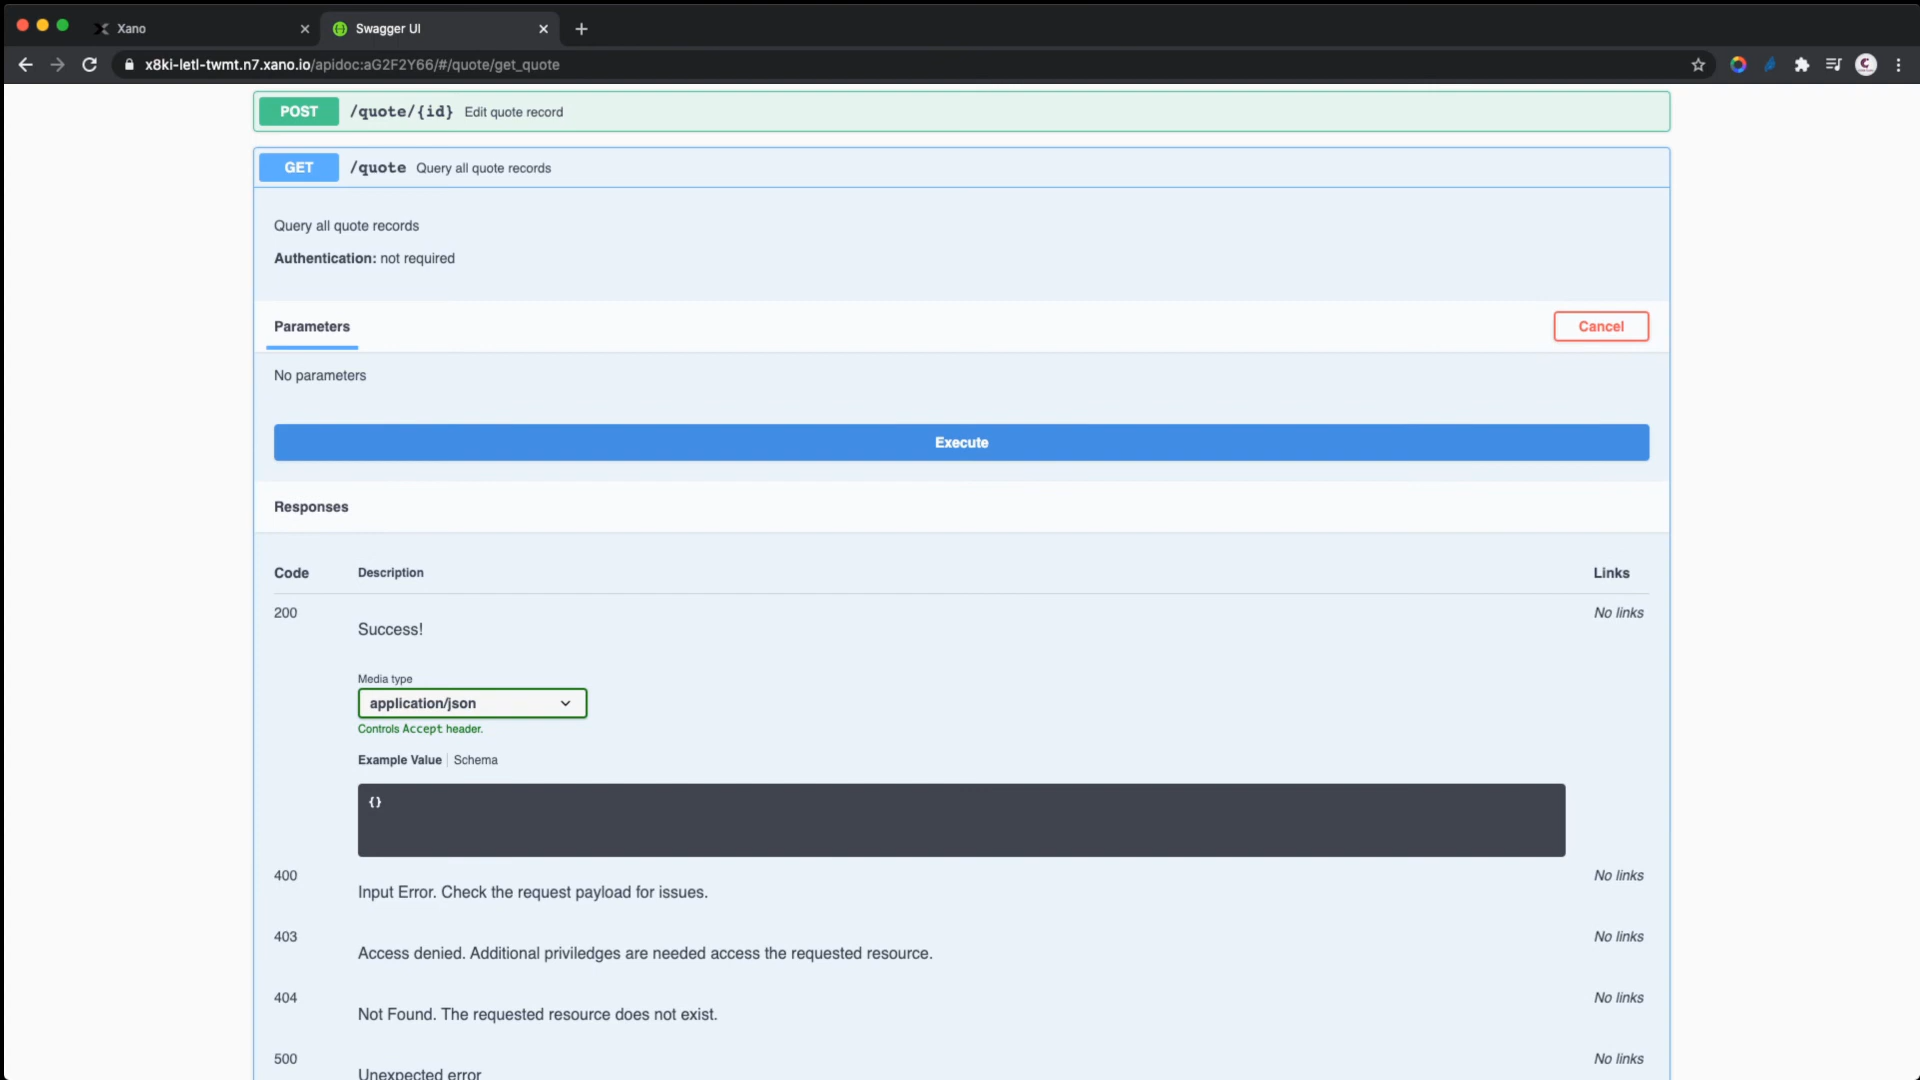 Xano
Swagger UI
x8ki-letl-twmt.n7.xano.io/apidoc:aG2F2Y66/#/quote/get_quote
POST /quote/{id} Edit quote record
GET /quote Query all quote records
Query all quote records
Authentication: not required
Parameters
Cancel
No parameters
Execute
Responses
Code Description Links
200 Success! No links
Media type
application/json
Controls Accept header.
Example Value Schema
{}
400 Input Error. Check the request payload for issues. No links
403 Access denied. Additional priviledges are needed access the requested resource. No links
404 Not Found. The requested resource does not exist. No links
500 Unexpected error No links